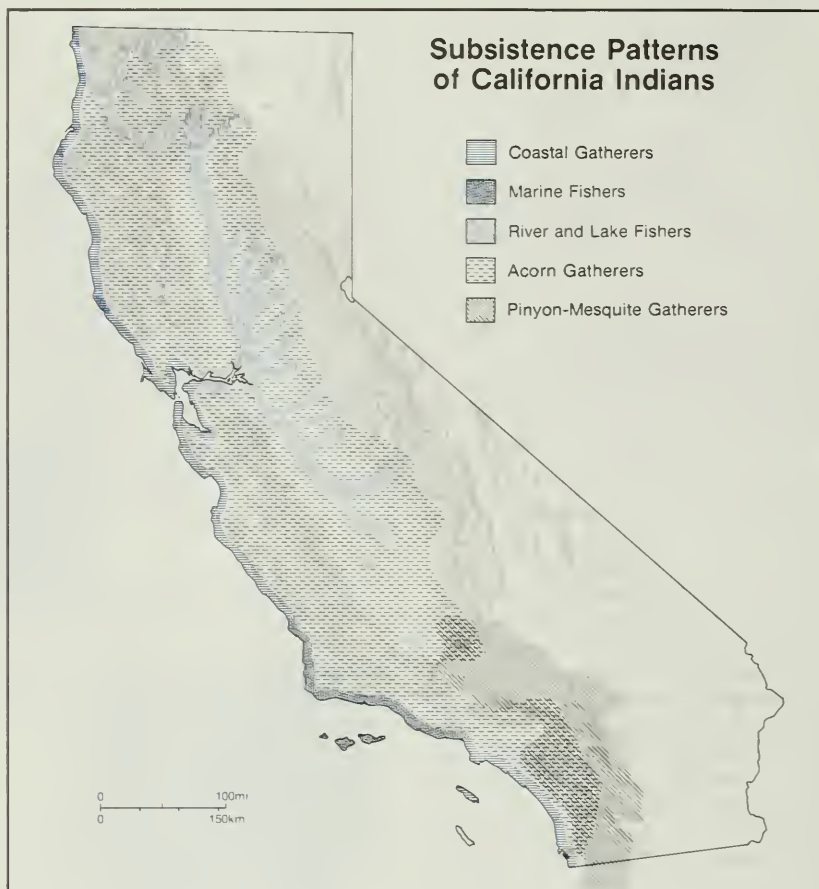 Subsistence Patterns
of California Indians
Coastal Gatherers
Marine Fishers
River and Lake Fishers
Acorn Gatherers
Pinyon-Mesquite Gatherers
0 100mi
0 150km